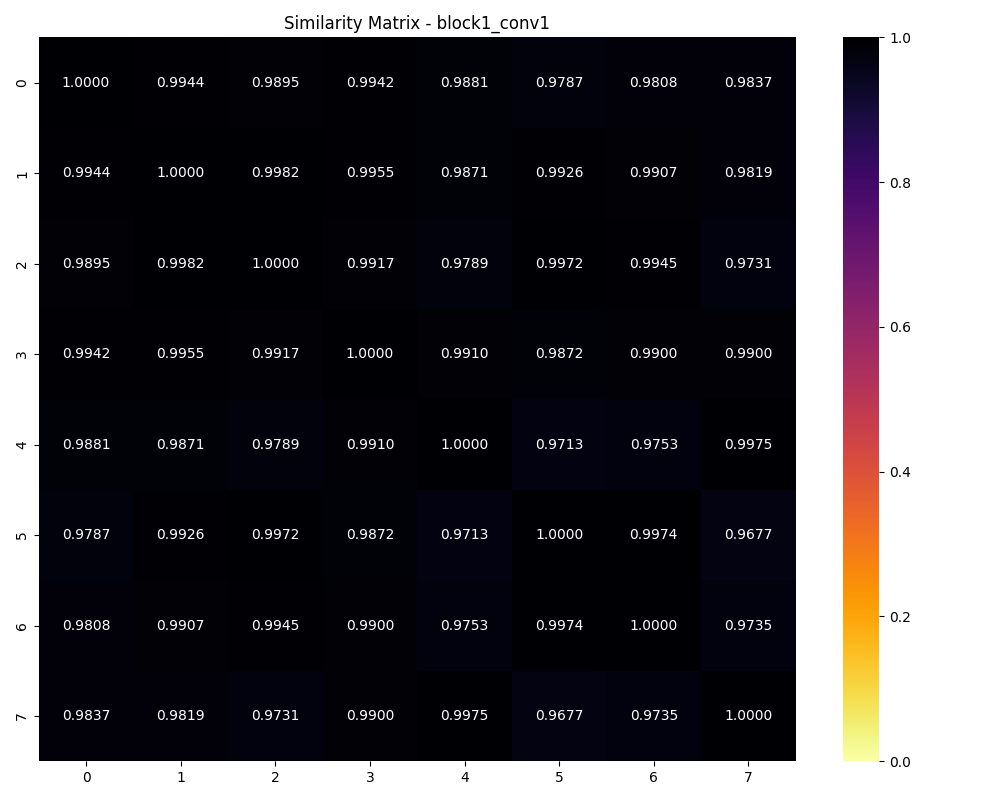 Similarity Matrix - block1_conv1
0 1.0000 0.9944 0.9895 0.9942 0.9881 0.9787 0.9808 0.9837
1 0.9944 1.0000 0.9982 0.9955 0.9871 0.9926 0.9907 0.9819
2 0.9895 0.9982 1.0000 0.9917 0.9789 0.9972 0.9945 0.9731
3 0.9942 0.9955 0.9917 1.0000 0.9910 0.9872 0.9900 0.9900
4 0.9881 0.9871 0.9789 0.9910 1.0000 0.9713 0.9753 0.9975
5 0.9787 0.9926 0.9972 0.9872 0.9713 1.0000 0.9974 0.9677
6 0.9808 0.9907 0.9945 0.9900 0.9753 0.9974 1.0000 0.9735
7 0.9837 0.9819 0.9731 0.9900 0.9975 0.9677 0.9735 1.0000
0 1 2 3 4 5 6 7
1.0
0.8
0.6
0.4
0.2
0.0